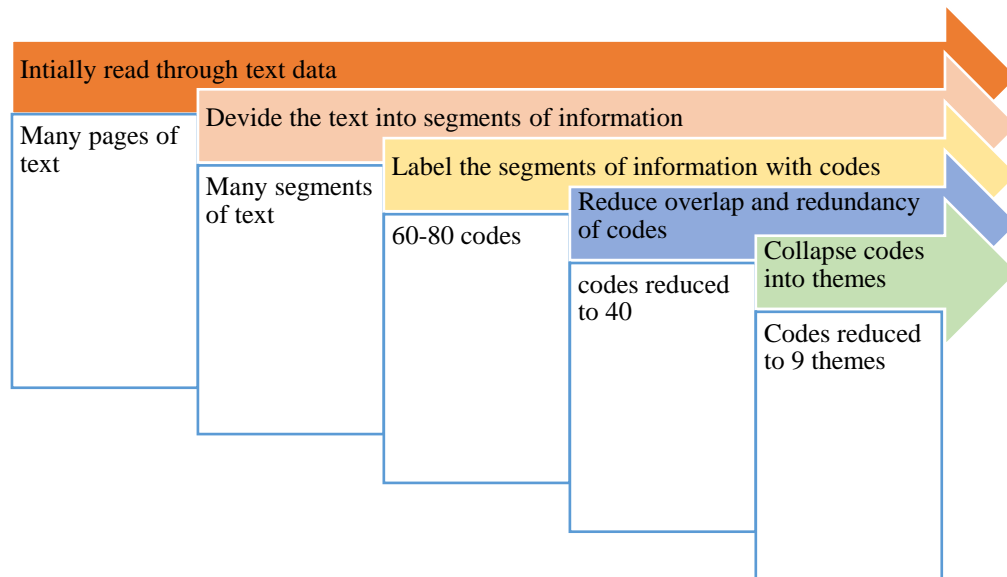 Intially read through text data
Many pages of
text
Devide the text into segments of information
Many segments
of text
Label the segments of information with codes
60-80 codes
Reduce overlap and redundancy
of codes
codes reduced
to 40
Collapse codes
into themes
Codes reduced
to 9 themes